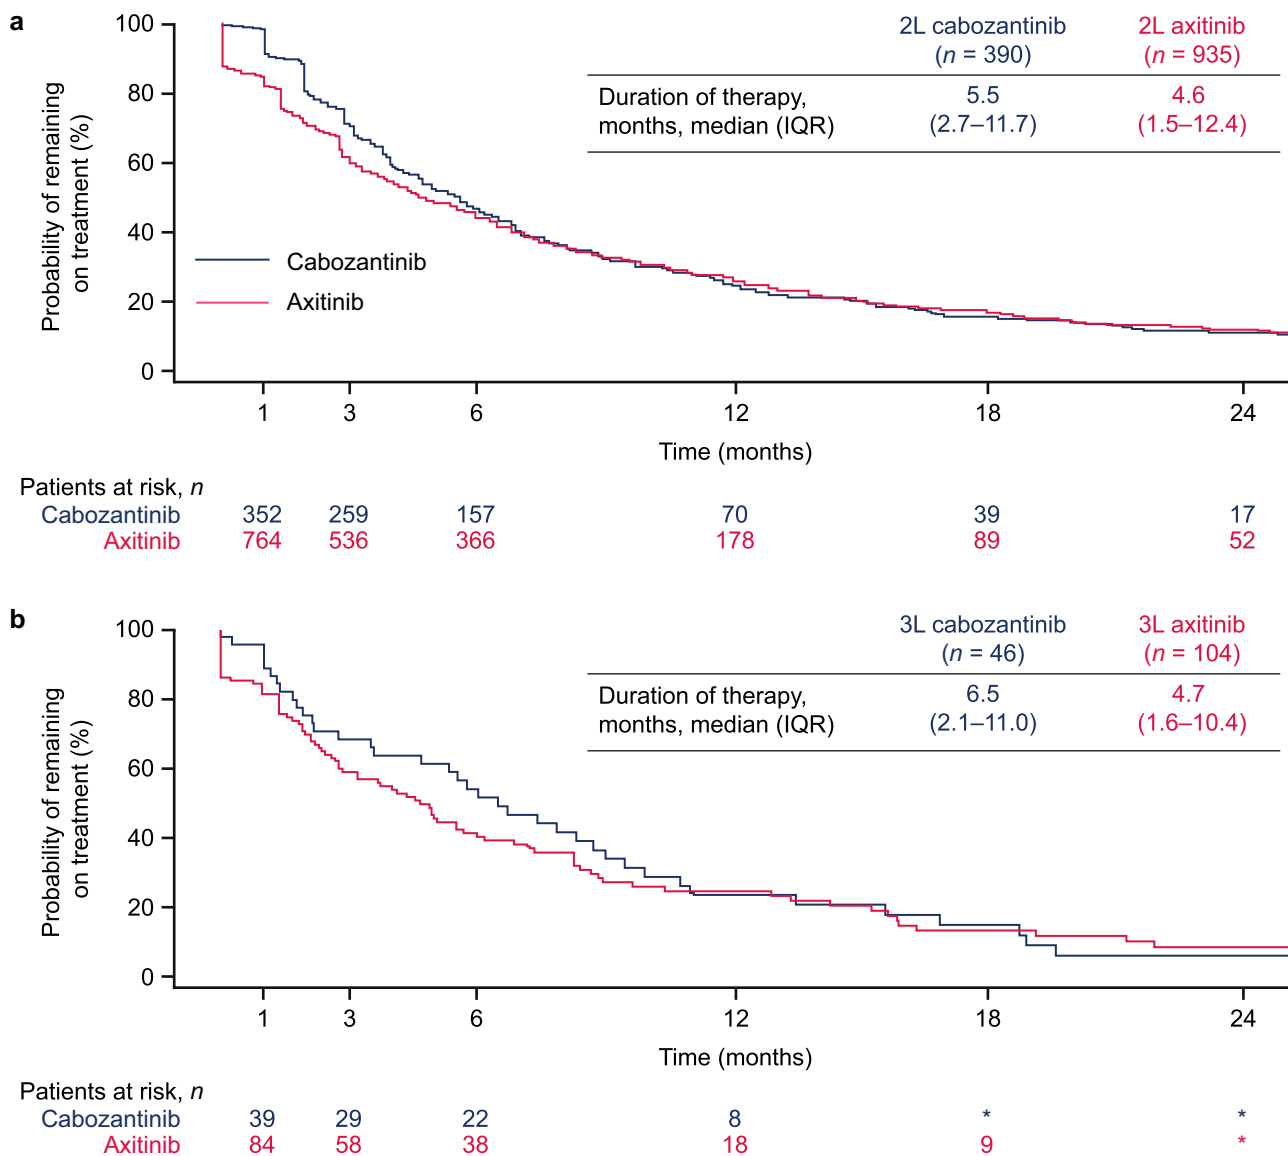 a
2L cabozantinib 2L axitinib
(n = 390) (n = 935)
Duration of therapy, 5.5 4.6
months, median (IQR) (2.7–11.7) (1.5–12.4)
Probability of remaining
on treatment (%)
100
80
60
40
20
0
Cabozantinib
Axitinib
1 3 6 12 18 24
Time (months)
Patients at risk, n
Cabozantinib 352 259 157 70 39 17
Axitinib 764 536 366 178 89 52
b
3L cabozantinib 3L axitinib
(n = 46) (n = 104)
Duration of therapy, 6.5 4.7
months, median (IQR) (2.1–11.0) (1.6–10.4)
Probability of remaining
on treatment (%)
100
80
60
40
20
0
1 3 6 12 18 24
Time (months)
Patients at risk, n
Cabozantinib 39 29 22 8 * *
Axitinib 84 58 38 18 9 *